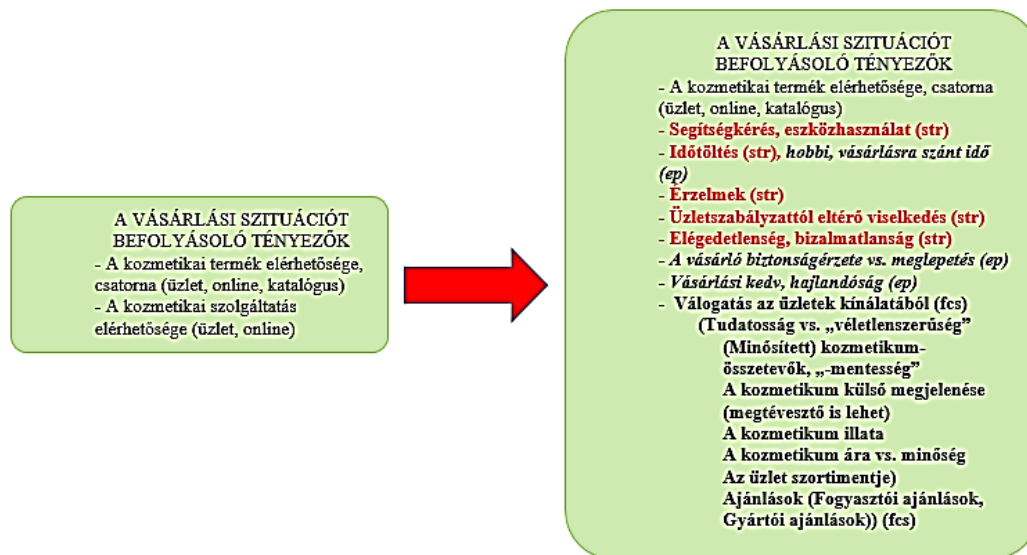 A VÁSÁRLÁSI SZITUÁCIÓT
BEFOLYÁSOLÓ TÉNYEZŐK
- A kozmetikai termék elérhetősége,
csatorna (üzlet, online, katalógus)
- A kozmetikai szolgáltatás
elérhetősége (üzlet, online)
A VÁSÁRLÁSI SZITUÁCIÓT
BEFOLYÁSOLÓ TÉNYEZŐK
- A kozmetikai termék elérhetősége, csatorna
(üzlet, online, katalógus)
- Segítségkérés, eszközhasználat (str)
- Időtöltés (str), hobbi, vásárlásra szánt idő
(ep)
- Érzelmek (str)
- Üzletszabályzattól eltérő viselkedés (str)
- Elégedetlenség, bizalmatlanság (str)
- A vásárló biztonságérzete vs. meglepetés (ep)
- Vásárlási kedv, hajlandóság (ep)
- Válogatás az üzletek kínálatából (fcs)
(Tudatosság vs. „véletlenszerűség”
(Minősített) kozmetikum-
összetevők, „-mentesség”
A kozmetikum külső megjelenése
(megtévesztő is lehet)
A kozmetikum illata
A kozmetikum ára vs. minőség
Az üzlet szortimentje)
Ajánlások (Fogyasztói ajánlások,
Gyártói ajánlások)) (fcs)